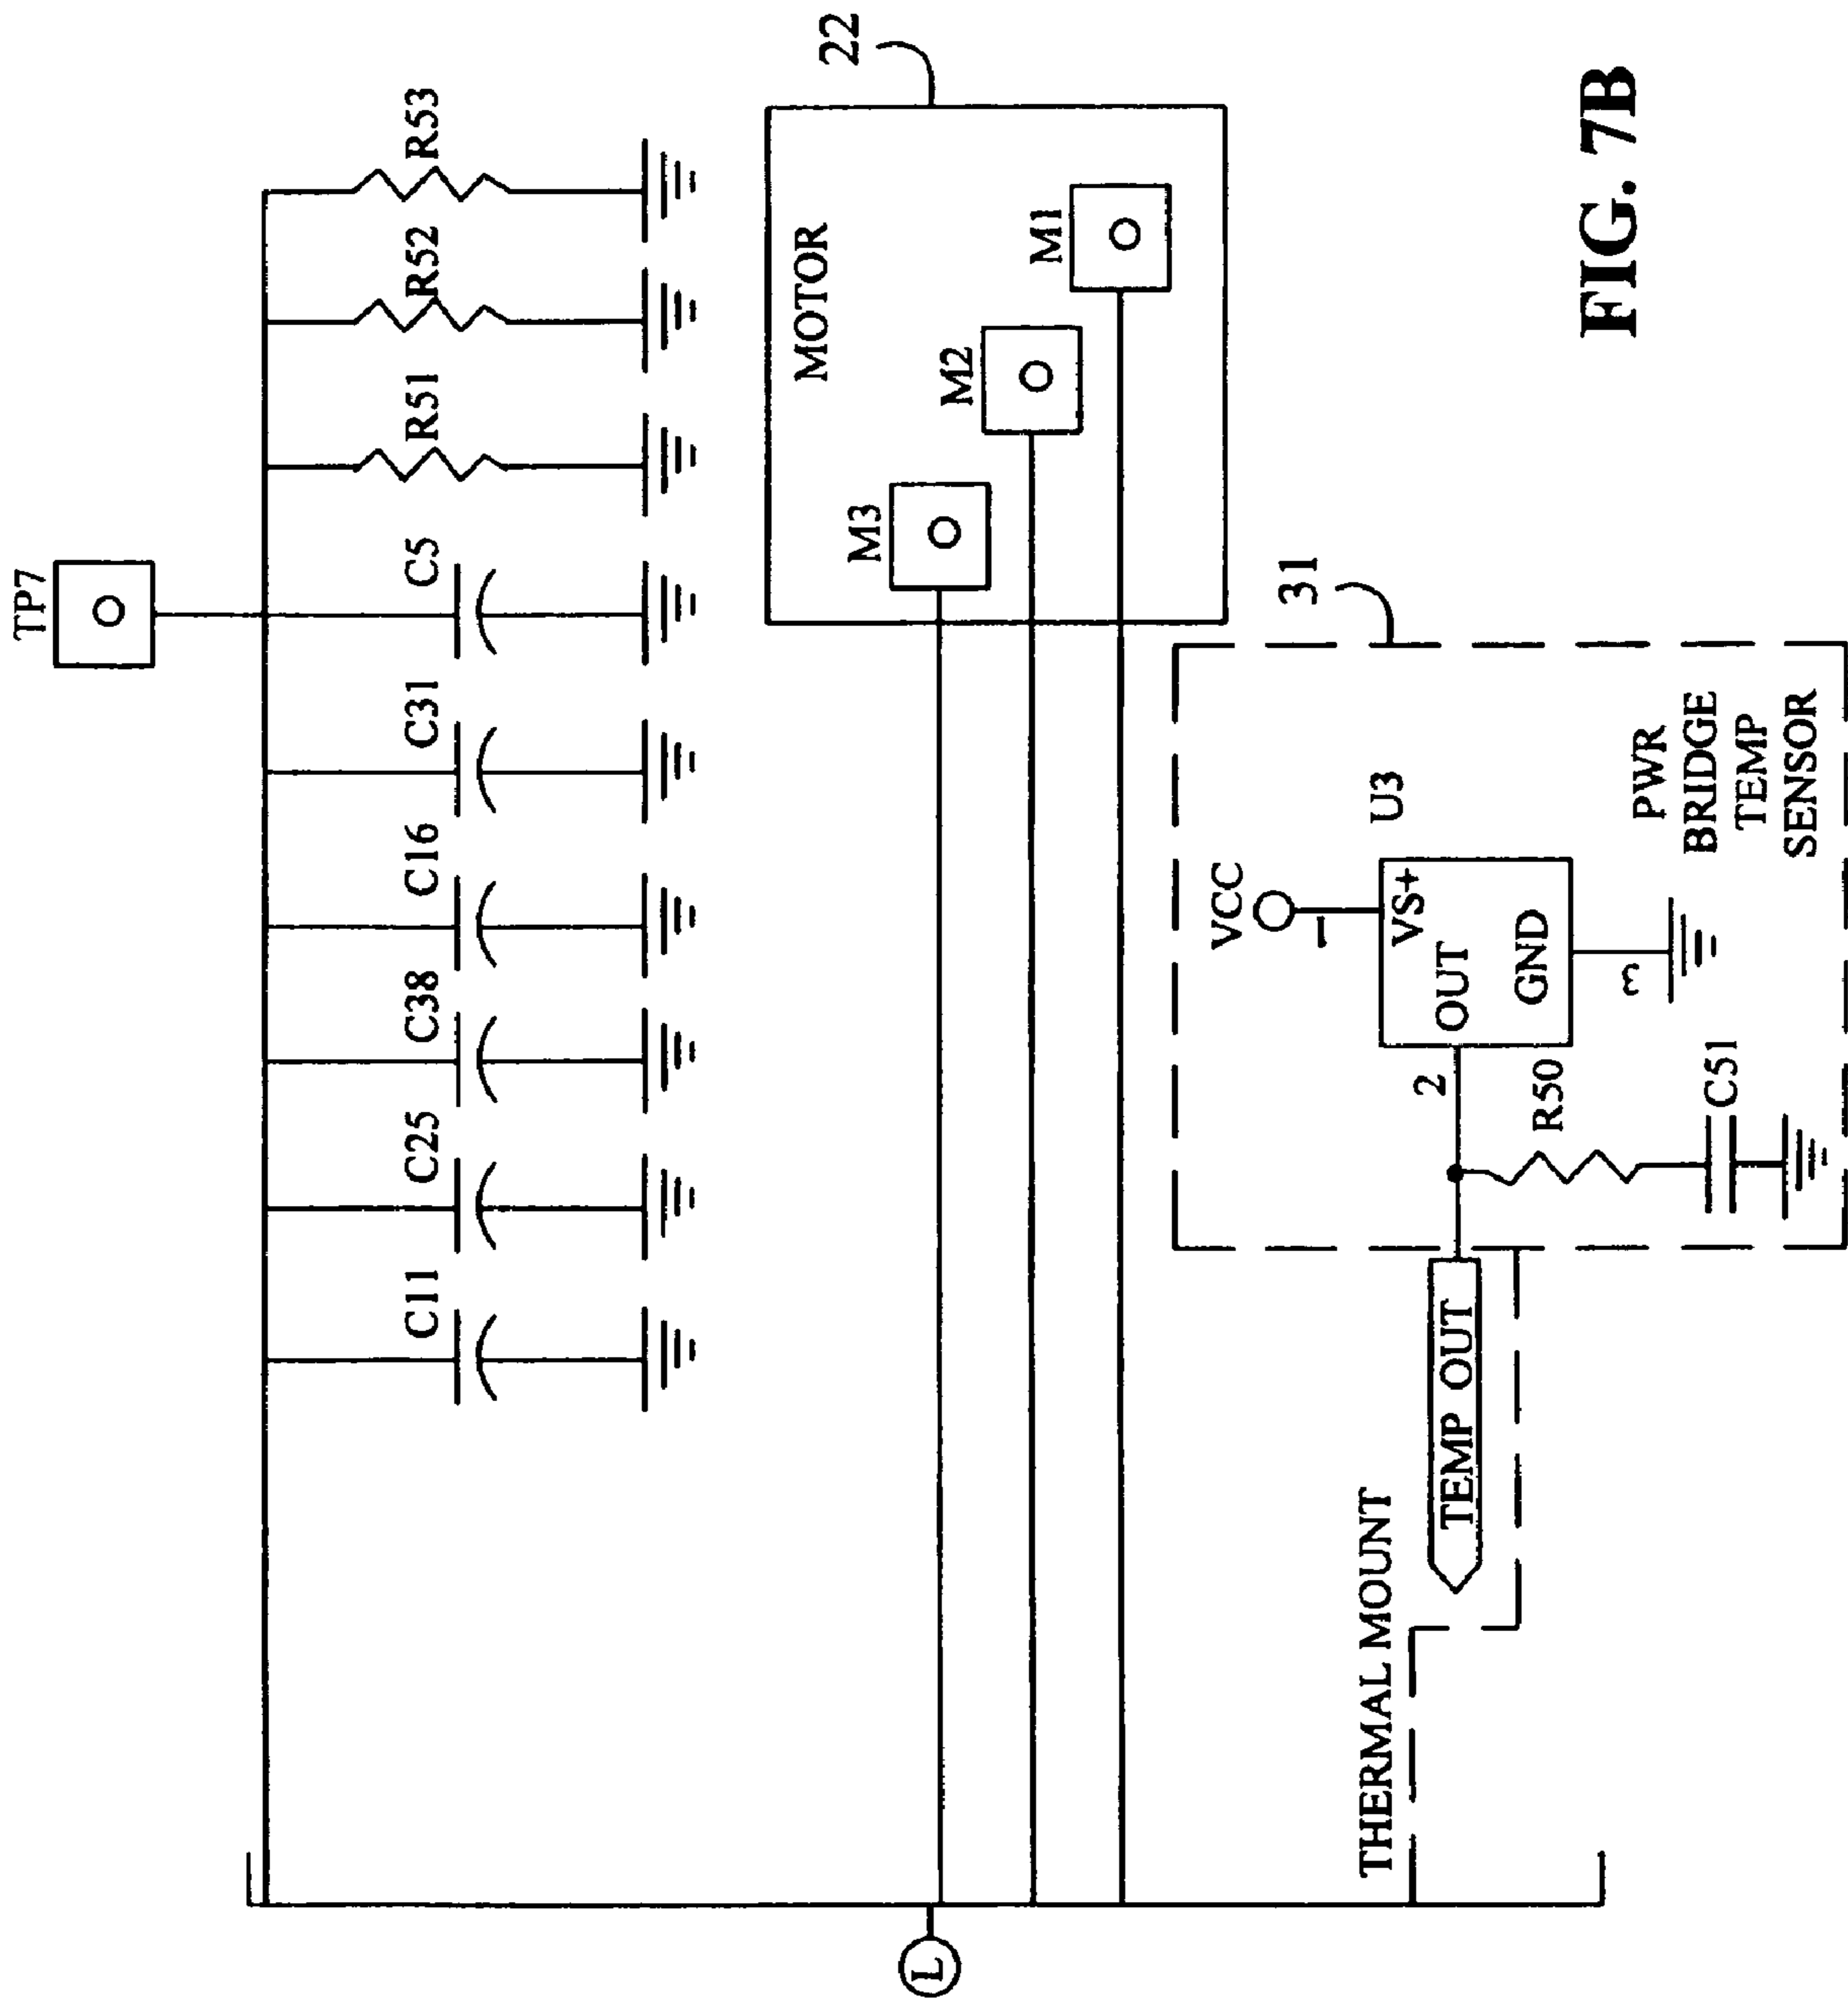 TP7
C11
C25
C38
C16
C31
C5
R51
R52
R53
22
MOTOR
M3
M2
M1
L
31
THERMAL MOUNT
TEMP OUT
VCC
1
U3
VS+
OUT
GND
2
3
R50
C51
PWR
BRIDGE
TEMP
SENSOR
FIG. 7B